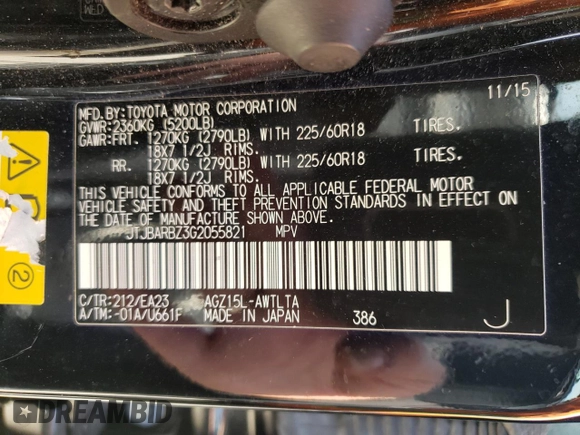 MFD.BY:TOYOTA MOTOR CORPORATION 11/15
GVWR:2360KG (5200LB)
GAWR:FRT. 1270KG (2790LB) WITH 225/60R18 TIRES.
18X7 1/2J RIMS.
RR. 1270KG (2790LB) WITH 225/60R18 TIRES.
18X7 1/2J RIMS.
THIS VEHICLE CONFORMS TO ALL APPLICABLE FEDERAL MOTOR
VEHICLE SAFETY AND THEFT PREVENTION STANDARDS IN EFFECT ON
THE DATE OF MANUFACTURE SHOWN ABOVE.
JTJBARBZ3G2055821 MPV
C/TR:212/EA23 AGZ15L-AWTLTA
A/TM:-01A/U661F MADE IN JAPAN 386 J
2
DREAMBID